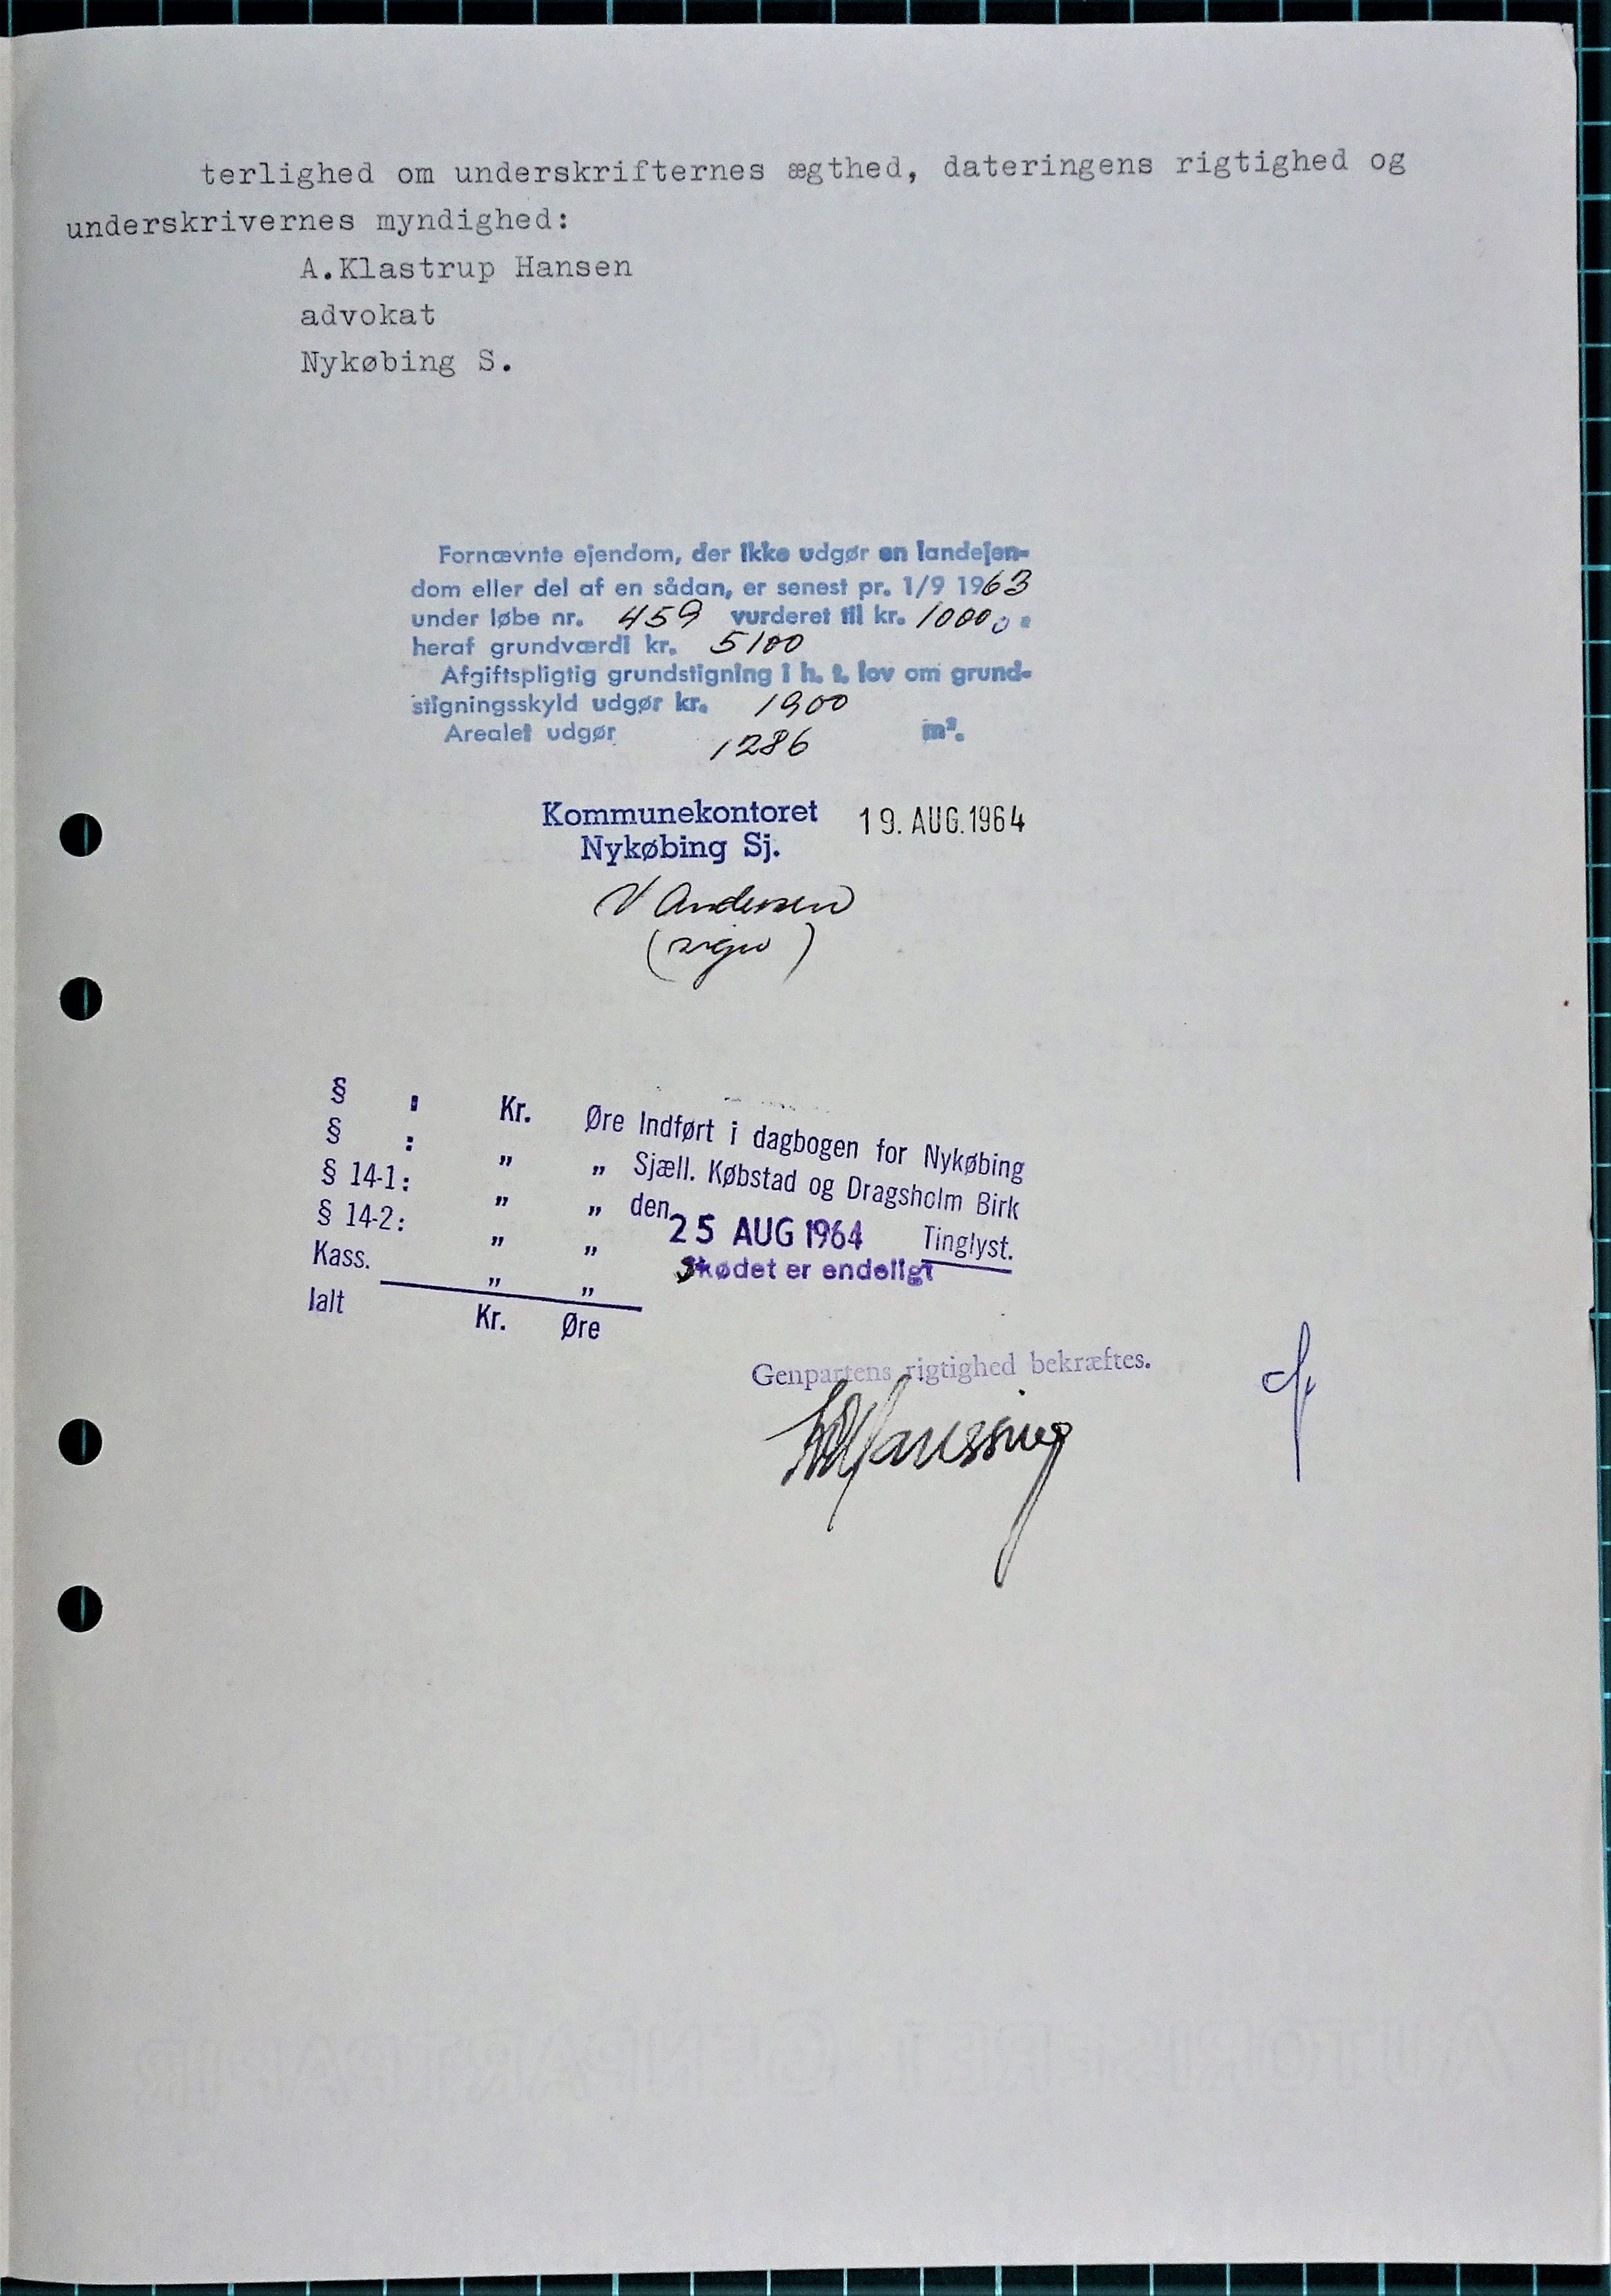 terlighed om underskrifternes ægthed, dateringens rigtighed og
underskrivernes myndighed:
A.Klastrup Hansen
advokat
Nykøbing S.
Fornævnte ejendom, der ikke udgør en landejen-
dom eller del af en sådan, er senest pr. 1/9 1963
under løbe nr. 459 vurderet til kr. 10000.
heraf grundværdi kr. 5100
Afgiftspligtig grundstigning i h. t. lov om grund-
stigningsskyld udgør kr. 1900
Arealet udgør 1286 m².
Kommunekontoret 19. AUG. 1964
Nykøbing Sj.
V Andersen
§ : Kr. Øre Indført i dagbogen for Nykøbing
§ : " " Sjæll. Købstad og Dragsholm Birk
§ 14-1: " " den 25 AUG 1964 Tinglyst.
§ 14-2: " " Skødet er endeligt
Kass. " "
Ialt Kr. Øre
Genpartens rigtighed bekræftes.
AUTORISERET GENPARTPAPIR